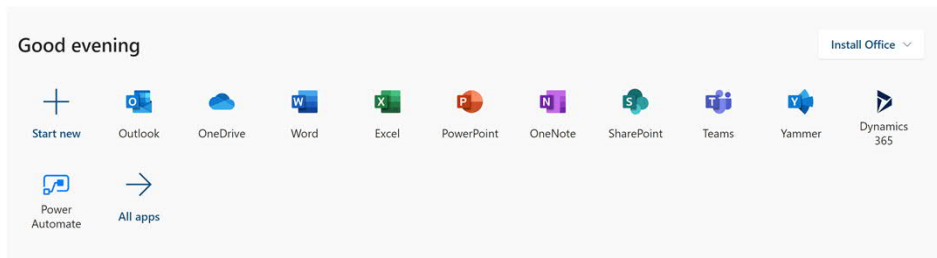 Good evening
Install Office
Start new
Outlook
OneDrive
Word
Excel
PowerPoint
OneNote
SharePoint
Teams
Yammer
Dynamics
365
Power
Automate
All apps